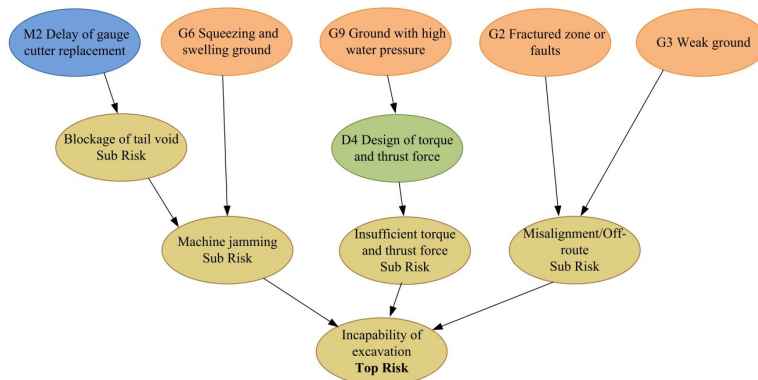 M2 Delay of gauge
cutter replacement
G6 Squeezing and
swelling ground
G9 Ground with high
water pressure
G2 Fractured zone or
faults
G3 Weak ground
Blockage of tail void
Sub Risk
D4 Design of torque
and thrust force
Machine jamming
Sub Risk
Insufficient torque
and thrust force
Sub Risk
Misalignment/Off-
route
Sub Risk
Incapability of
excavation
Top Risk